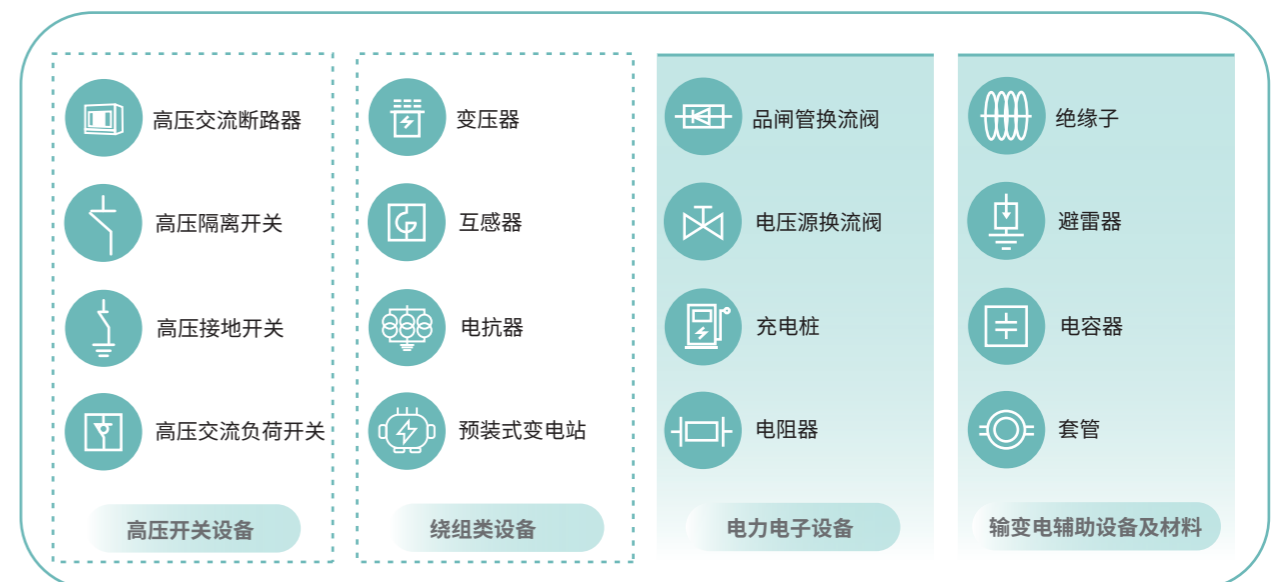 高压交流断路器
高压隔离开关
高压接地开关
高压交流负荷开关
高压开关设备
变压器
互感器
电抗器
预装式变电站
绕组类设备
品闸管换流阀
电压源换流阀
充电桩
电阻器
电力电子设备
绝缘子
避雷器
电容器
套管
输变电辅助设备及材料